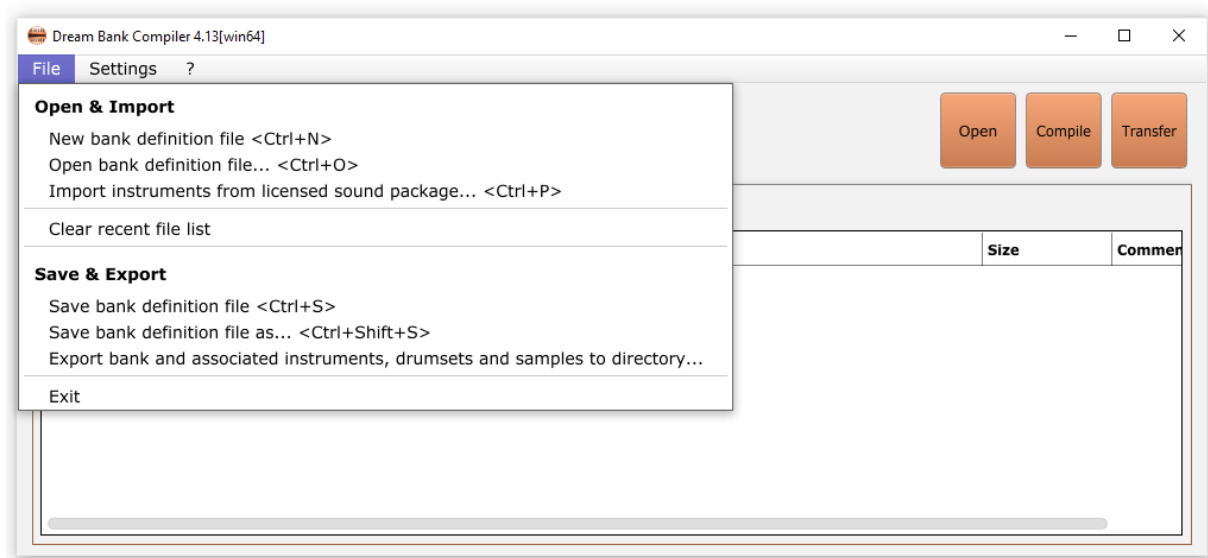 Dream Bank Compiler 4.13[win64]
File Settings ?
Open & Import
New bank definition file <Ctrl+N>
Open bank definition file... <Ctrl+O>
Import instruments from licensed sound package... <Ctrl+P>
Clear recent file list
Save & Export
Save bank definition file <Ctrl+S>
Save bank definition file as... <Ctrl+Shift+S>
Export bank and associated instruments, drumsets and samples to directory...
Exit
Open Compile Transfer
Size Commen